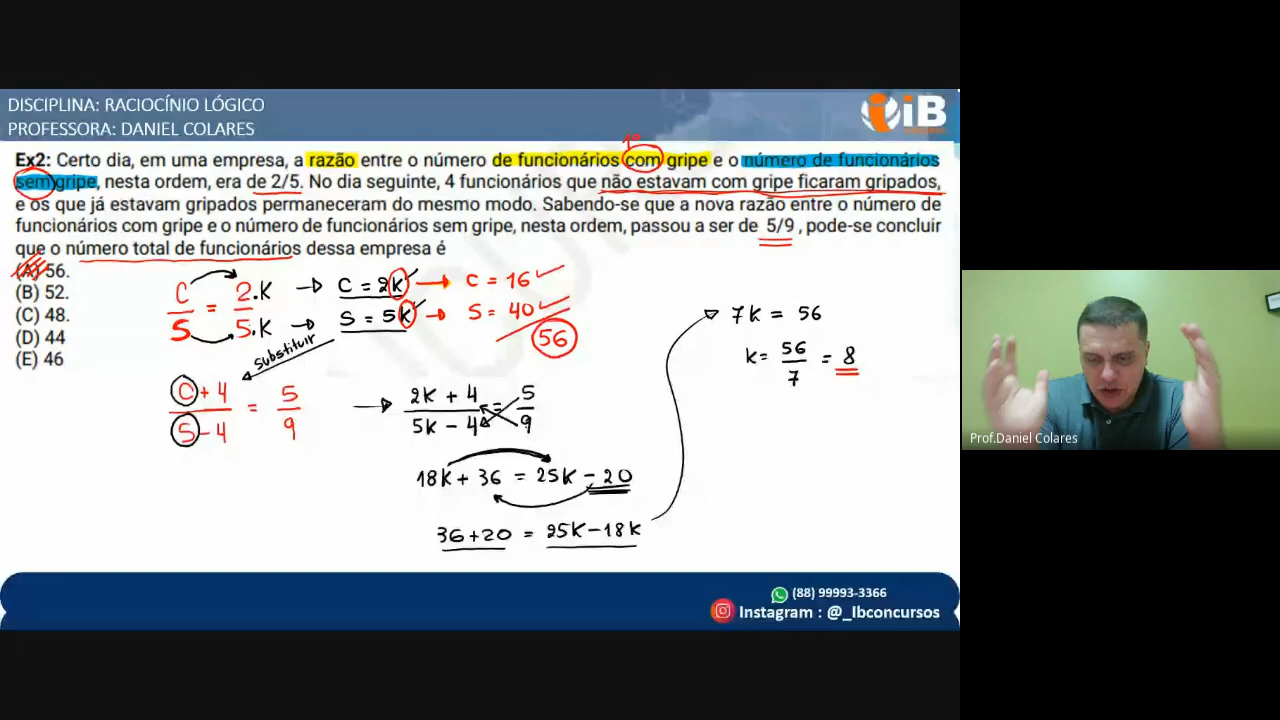 DISCIPLINA: RACIOCÍNIO LÓGICO
PROFESSORA: DANIEL COLARES
iB
Ex2: Certo dia, em uma empresa, a razão entre o número de funcionários com gripe e o número de funcionários
sem gripe, nesta ordem, era de 2/5. No dia seguinte, 4 funcionários que não estavam com gripe ficaram gripados,
e os que já estavam gripados permaneceram do mesmo modo. Sabendo-se que a nova razão entre o número de
funcionários com gripe e o número de funcionários sem gripe, nesta ordem, passou a ser de 5/9 , pode-se concluir
que o número total de funcionários dessa empresa é
(A) 56.
(B) 52.
(C) 48.
(D) 44
(E) 46
C/S = 2.K/5.K
C = 2K → C = 16
S = 5K → S = 40
56
substituir
C + 4 / S - 4 = 5/9
2K + 4 / 5K - 4 = 5/9
18K + 36 = 25K - 20
36 + 20 = 25K - 18K
7K = 56
K = 56/7 = 8
Prof.Daniel Colares
(88) 99993-3366
Instagram : @_Ibconcursos